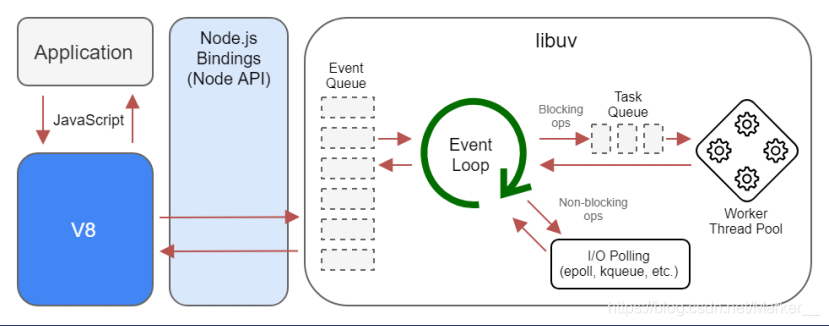 Application
JavaScript
V8
Node.js
Bindings
(Node API)
libuv
Event
Queue
Event
Loop
Blocking
ops
Task
Queue
Worker
Thread Pool
Non-blocking
ops
I/O Polling
(epoll, kqueue, etc.)
https://blog.csdn.net/Marker__